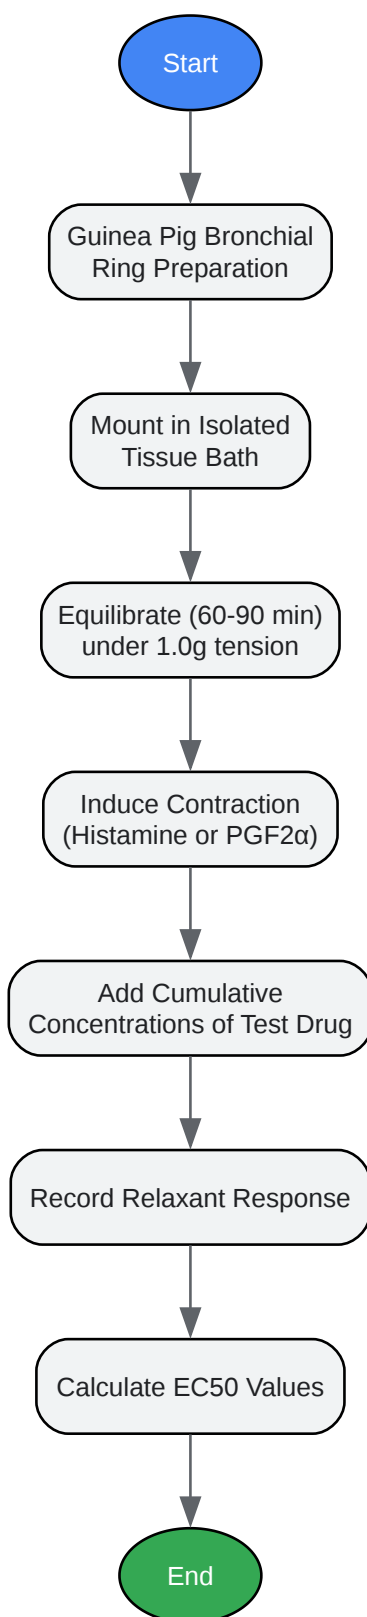 Start
Guinea Pig Bronchial
Ring Preparation
Mount in Isolated
Tissue Bath
Equilibrate (60-90 min)
under 1.0g tension
Induce Contraction
(Histamine or PGF2α)
Add Cumulative
Concentrations of Test Drug
Record Relaxant Response
Calculate EC50 Values
End